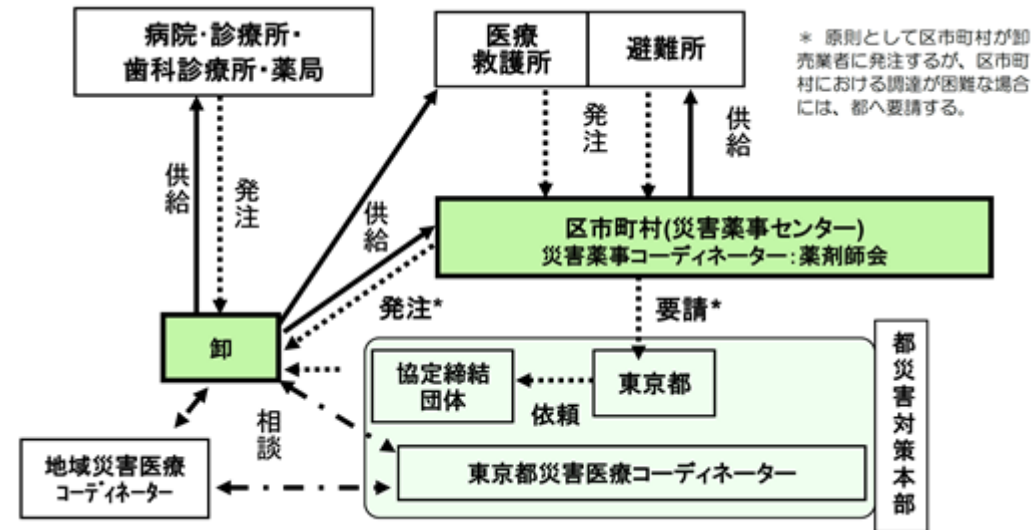 病院・診療所・
歯科診療所・薬局
医療
救護所
避難所
＊ 原則として区市町村が卸
売業者に発注するが、区市町
村における調達が困難な場合
には、都へ要請する。
供給
発注
供給
発注
供給
区市町村(災害薬事センター)
災害薬事コーディネーター：薬剤師会
発注*
要請*
卸
協定締結
団体
依頼
東京都
都災害対策本部
相談
地域災害医療
コーディネーター
東京都災害医療コーディネーター